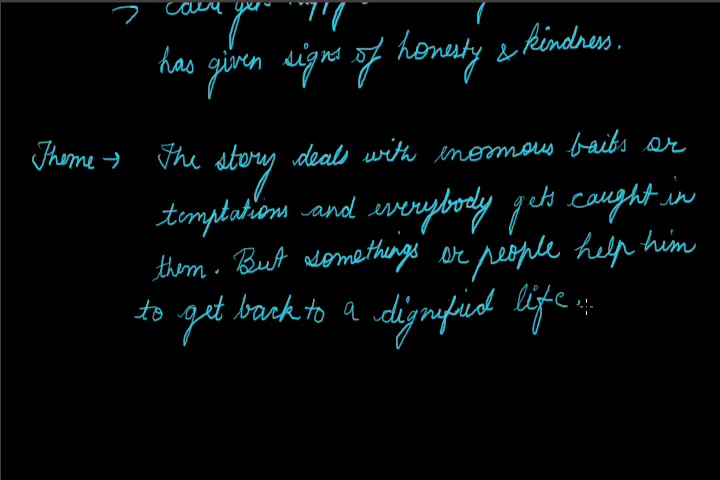 has given signs of honesty & kindness.
Theme → The story deals with enormous baits or
temptations and everybody gets caught in
them. But somethings or people help him
to get back to a dignified life.